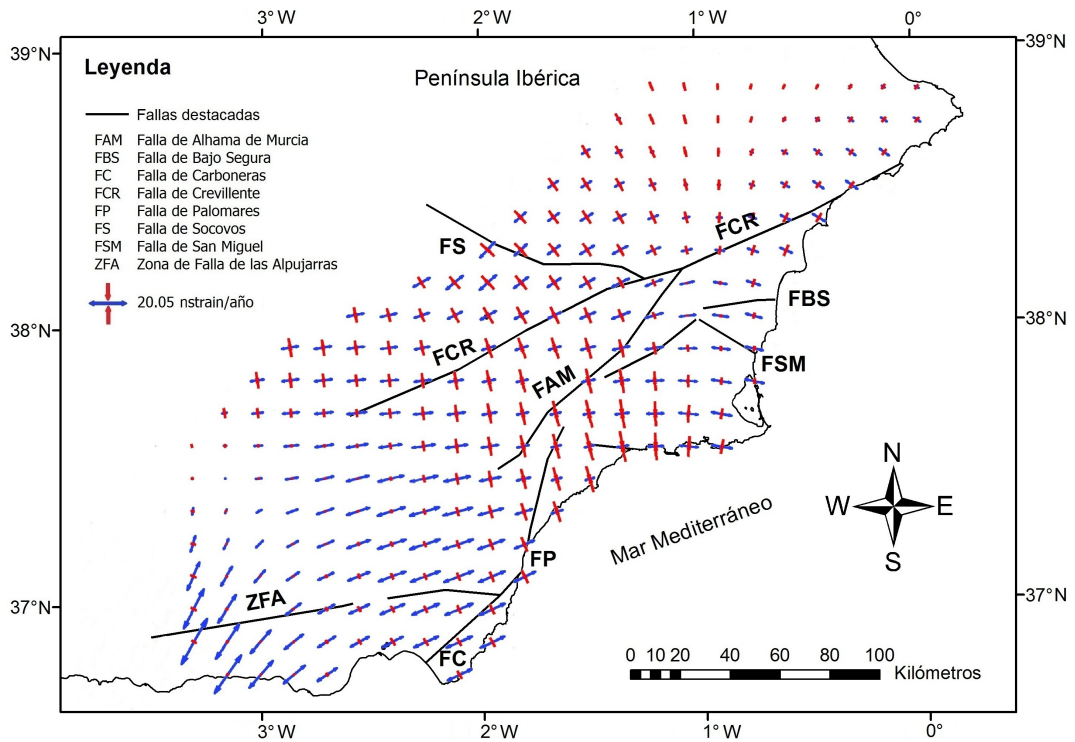 3°W 2°W 1°W 0°
39°N 39°N
Leyenda
Península Ibérica
Fallas destacadas
FAM Falla de Alhama de Murcia
FBS Falla de Bajo Segura
FC Falla de Carboneras
FCR Falla de Crevillente
FP Falla de Palomares
FS Falla de Socovos
FSM Falla de San Miguel
ZFA Zona de Falla de las Alpujarras
20.05 nstrain/año
FCR
FS
FBS
38°N 38°N
FCR
FSM
FAM
N
W E
S
Mar Mediterráneo
FP
ZFA
37°N 37°N
FC
0 10 20 40 60 80 100
Kilómetros
3°W 2°W 1°W 0°